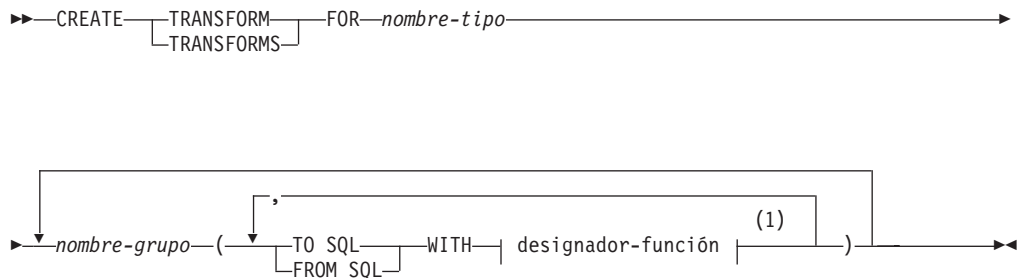 CREATE TRANSFORM FOR nombre-tipo
TRANSFORMS
,
(1)
nombre-grupo ( TO SQL WITH designador-función )
FROM SQL